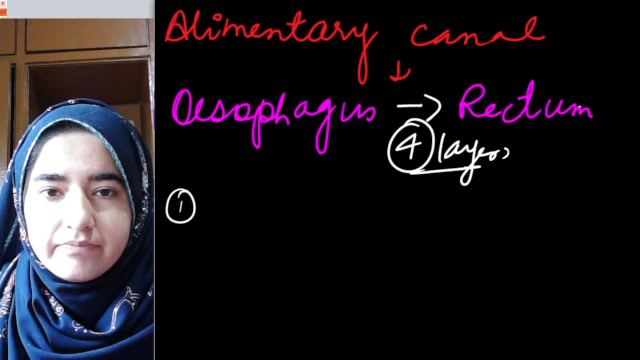 Alimentary canal
↓
Oesophagus → Rectum
4 layers
1